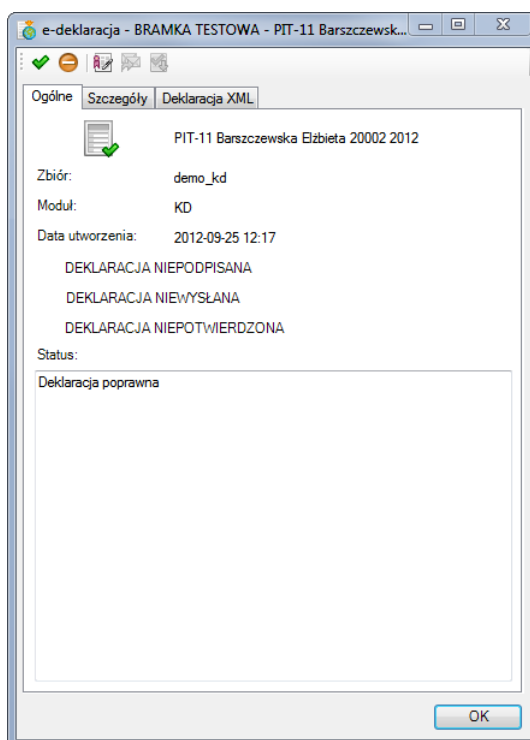 e-deklaracja - BRAMKA TESTOWA - PIT-11 Barszczewsk...
Ogólne Szczegóły Deklaracja XML
PIT-11 Barszczewska Elżbieta 20002 2012
Zbiór: demo_kd
Moduł: KD
Data utworzenia: 2012-09-25 12:17
DEKLARACJA NIEPODPISANA
DEKLARACJA NIEWYSŁANA
DEKLARACJA NIEPOTWIERDZONA
Status:
Deklaracja poprawna
OK